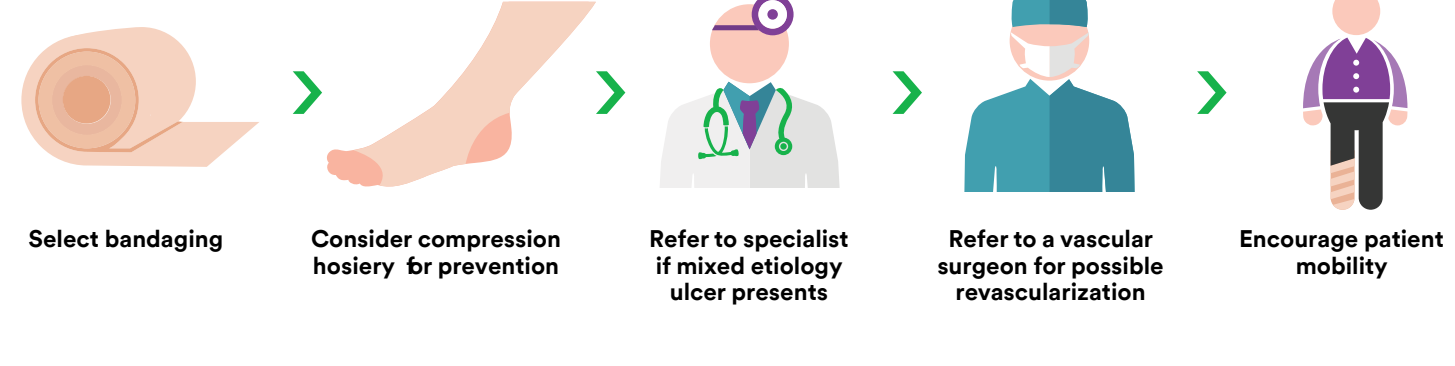 Select bandaging
Consider compression
hosiery for prevention
Refer to specialist
if mixed etiology
ulcer presents
Refer to a vascular
surgeon for possible
revascularization
Encourage patient
mobility